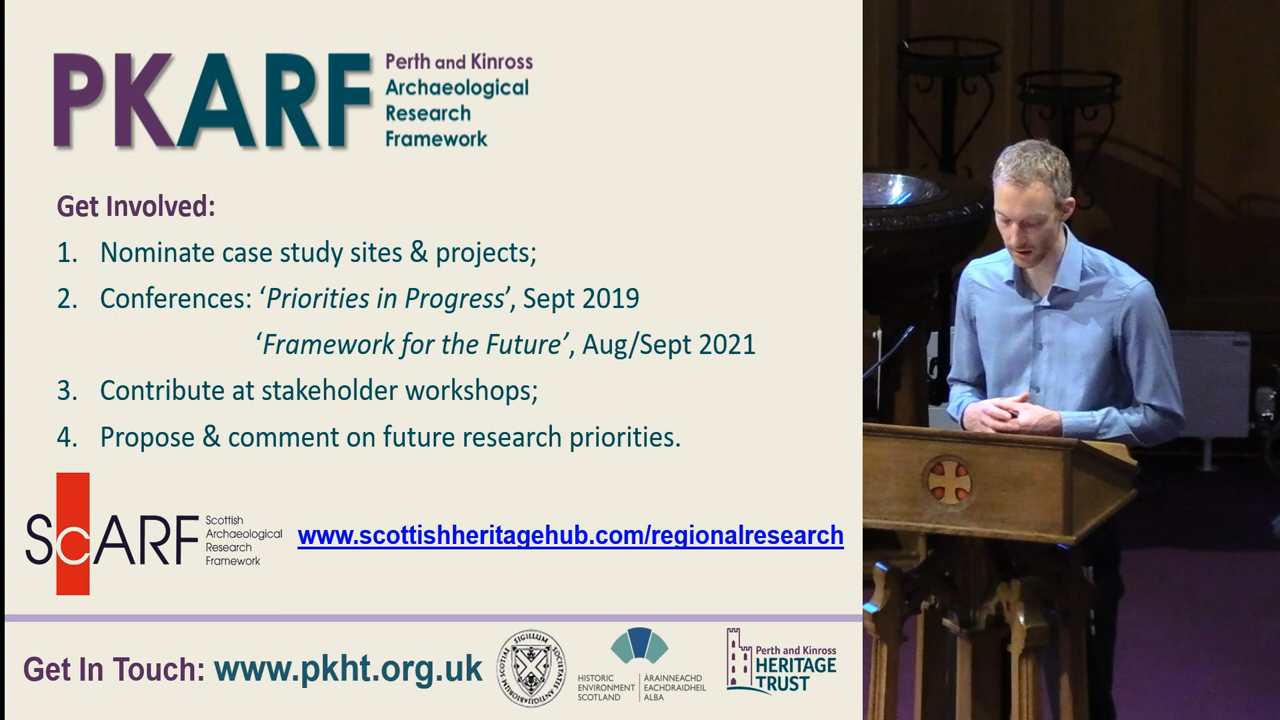 PKARF
Perth and Kinross
Archaeological
Research
Framework
Get Involved:
1. Nominate case study sites & projects;
2. Conferences: ‘Priorities in Progress’, Sept 2019
‘Framework for the Future’, Aug/Sept 2021
3. Contribute at stakeholder workshops;
4. Propose & comment on future research priorities.
ScARF
Scottish
Archaeological
Research
Framework
www.scottishheritagehub.com/regionalresearch
Get In Touch: www.pkht.org.uk
HISTORIC
ENVIRONMENT
SCOTLAND
ÀRAINNEACHD
EACHDRAIDHEIL
ALBA
Perth and Kinross
HERITAGE
TRUST